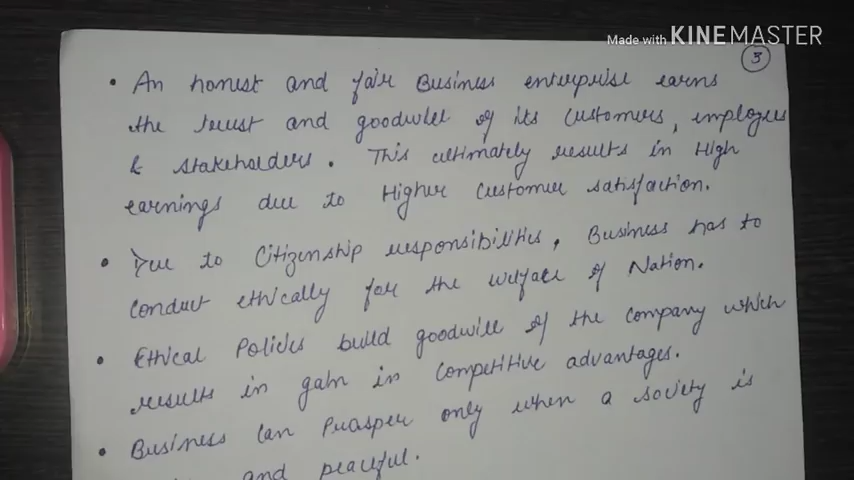 Made with KINEMASTER
3
• An honest and fair Business enterprise earns
the trust and goodwill of its customers, employees
& stakeholders. This ultimately results in High
earnings due to Higher customer satisfaction.
• Due to Citizenship responsibilities, Business has to
conduct ethically for the welfare of Nation.
• Ethical Policies build goodwill of the company which
results in gain in competitive advantages.
• Business can Prosper only when a society is
and peaceful.